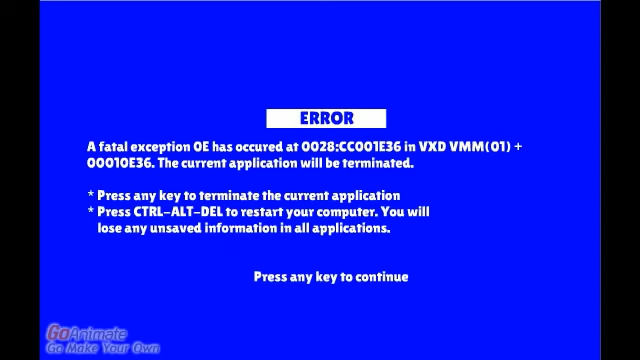 ERROR
A fatal exception OE has occured at 0028:CC001E36 in VXD VMM(01) +
00010E36. The current application will be terminated.
* Press any key to terminate the current application
* Press CTRL-ALT-DEL to restart your computer. You will
lose any unsaved information in all applications.
Press any key to continue
GoAnimate
Go Make Your Own